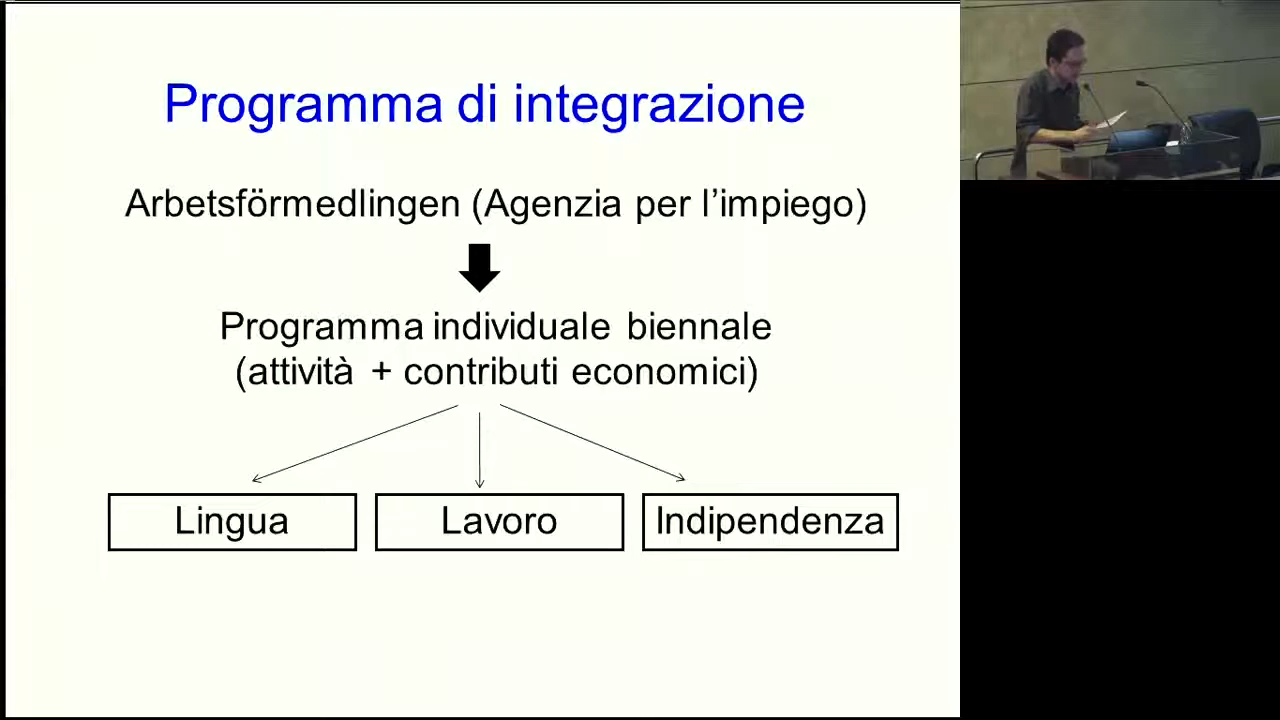 Programma di integrazione
Arbetsförmedlingen (Agenzia per l’impiego)
Programma individuale biennale
(attività + contributi economici)
Lingua
Lavoro
Indipendenza